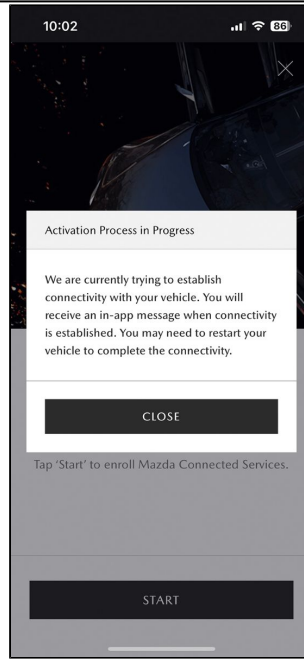 10:02
86
Activation Process in Progress
We are currently trying to establish
connectivity with your vehicle. You will
receive an in-app message when connectivity
is established. You may need to restart your
vehicle to complete the connectivity.
CLOSE
Tap ‘Start’ to enroll Mazda Connected Services.
START